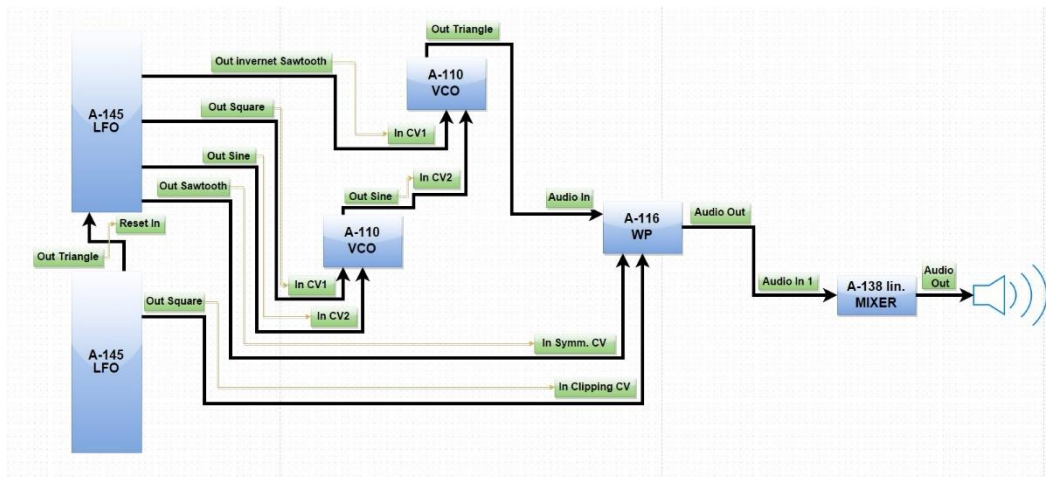 Out Triangle
Out invernet Sawtooth
A-110
VCO
Out Square
A-145
LFO
In CV1
Out Sine
In CV2
Out Sawtooth
Out Sine
Audio In
A-116
WP
Audio Out
Reset In
A-110
VCO
Out Triangle
In CV1
Audio In 1
A-138 lin.
MIXER
Audio
Out
Out Square
In CV2
In Symm. CV
A-145
LFO
In Clipping CV